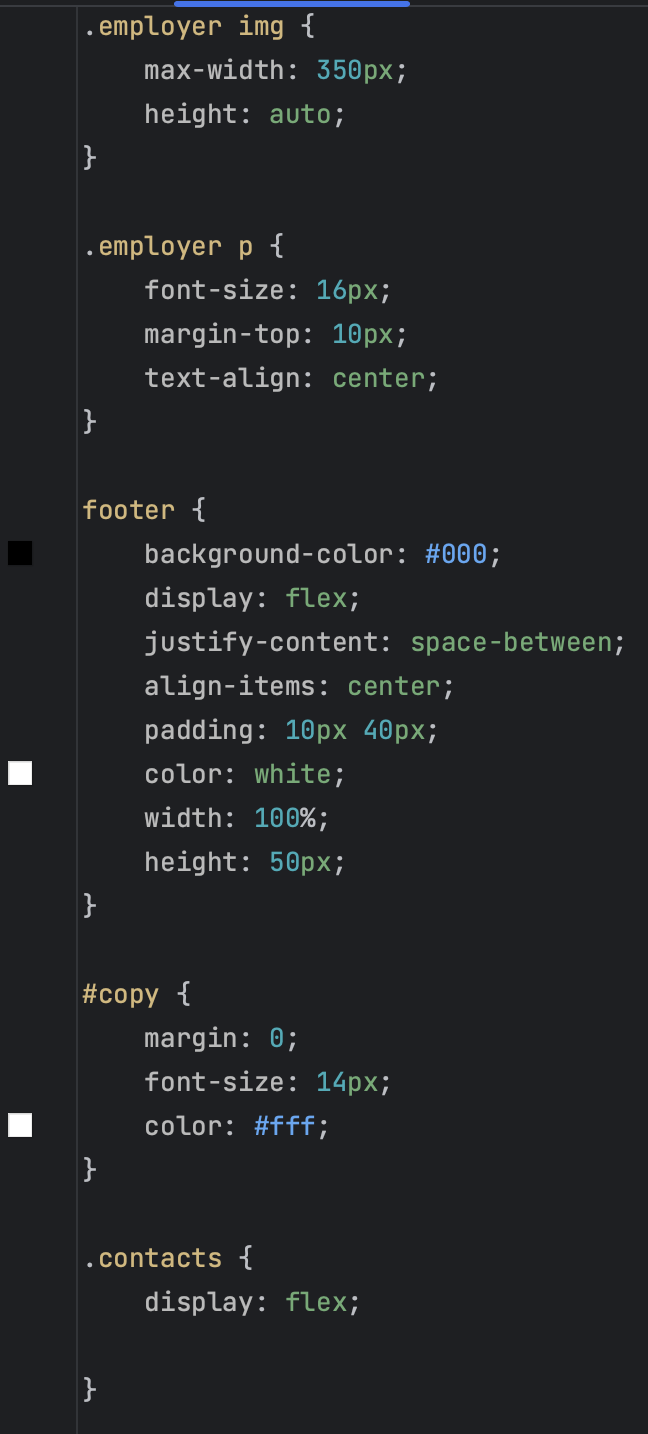 .employer img {
    max-width: 350px;
    height: auto;
}

.employer p {
    font-size: 16px;
    margin-top: 10px;
    text-align: center;
}

footer {
    background-color: #000;
    display: flex;
    justify-content: space-between;
    align-items: center;
    padding: 10px 40px;
    color: white;
    width: 100%;
    height: 50px;
}

#copy {
    margin: 0;
    font-size: 14px;
    color: #fff;
}

.contacts {
    display: flex;

}